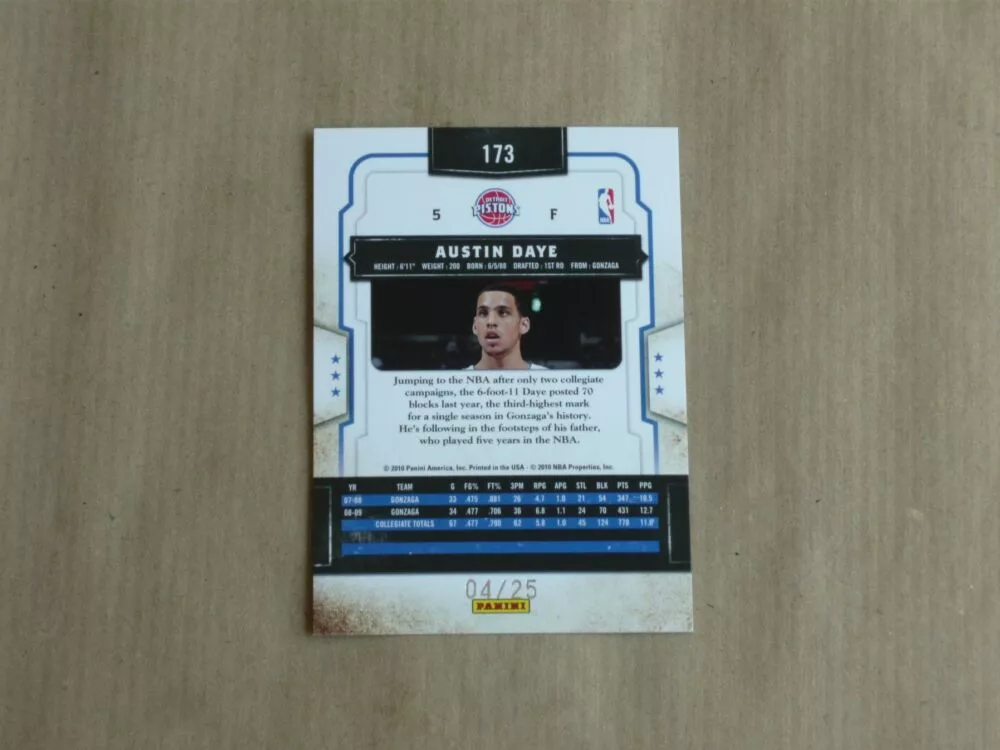 173
5
DETROIT
PISTONS
F
NBA
AUSTIN DAYE
HEIGHT : 6'11" WEIGHT : 200 BORN : 6/5/88 DRAFTED : 1ST RD FROM : GONZAGA
Jumping to the NBA after only two collegiate
campaigns, the 6-foot-11 Daye posted 70
blocks last year, the third-highest mark
for a single season in Gonzaga's history.
He's following in the footsteps of his father,
who played five years in the NBA.
© 2010 Panini America, Inc. Printed in the USA · © 2010 NBA Properties, Inc.
YR TEAM G FG% FT% 3PM RPG APG STL BLK PTS PPG
07-08 GONZAGA 33 .475 .881 26 4.7 1.0 21 54 347 10.5
08-09 GONZAGA 34 .477 .706 36 6.8 1.1 24 70 431 12.7
COLLEGIATE TOTALS 67 .477 .780 62 5.8 1.0 45 124 778 11.6
04/25
PANINI